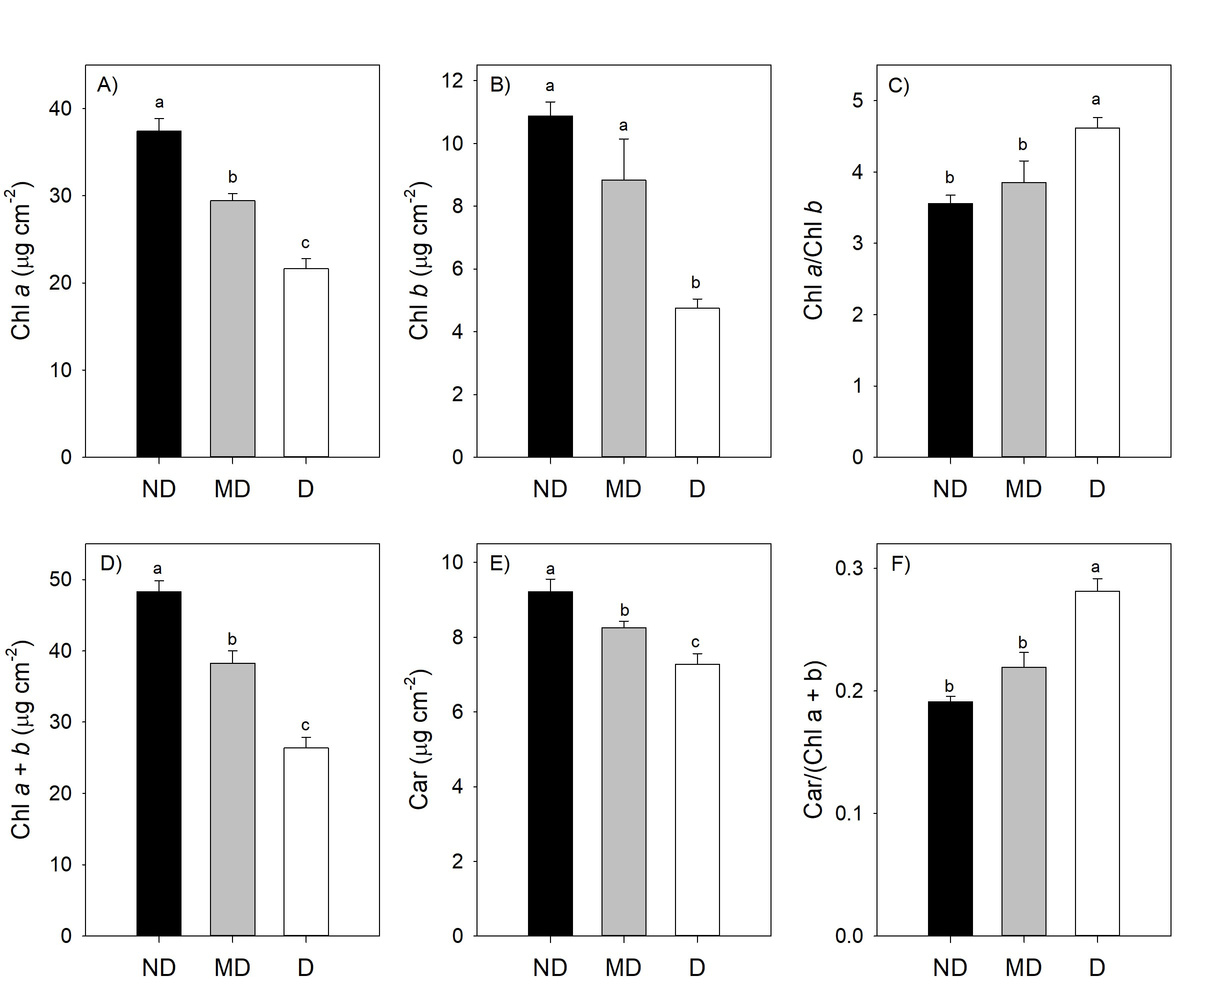 A)
Chl a (µg cm-2)
40
30
20
10
0
a
b
c
ND MD D
B)
Chl b (µg cm-2)
12
10
8
6
4
2
0
a
a
b
ND MD D
C)
Chl a/Chl b
5
4
3
2
1
0
b
b
a
ND MD D
D)
Chl a + b (µg cm-2)
50
40
30
20
10
0
a
b
c
ND MD D
E)
Car (µg cm-2)
10
8
6
4
2
0
a
b
c
ND MD D
F)
Car/(Chl a + b)
0.3
0.2
0.1
0.0
b
b
a
ND MD D